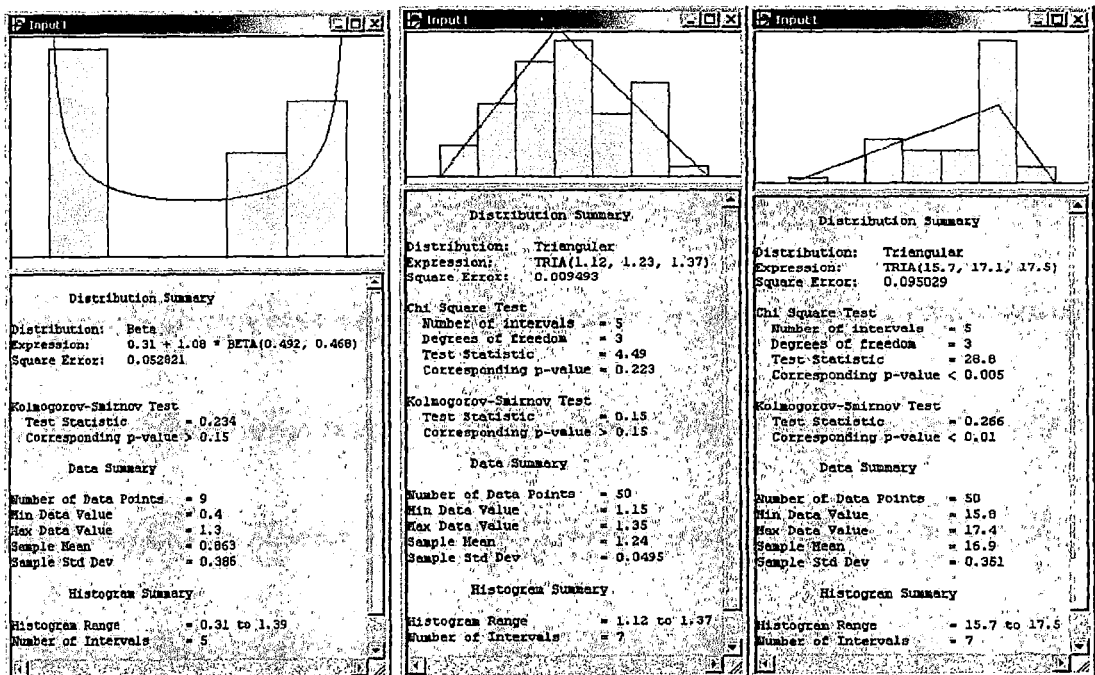 Input1
Distribution Summary
Distribution: Beta
Expression: 0.31 + 1.08 * BETA(0.492, 0.468)
Square Error: 0.052821
Kolmogorov-Smirnov Test
Test Statistic = 0.234
Corresponding p-value > 0.15
Data Summary
Number of Data Points = 9
Min Data Value = 0.4
Max Data Value = 1.3
Sample Mean = 0.863
Sample Std Dev = 0.386
Histogram Summary
Histogram Range = 0.31 to 1.39
Number of Intervals = 5
Input1
Distribution Summary
Distribution: Triangular
Expression: TRIA(1.12, 1.23, 1.37)
Square Error: 0.009493
Chi Square Test
Number of intervals = 5
Degrees of freedom = 3
Test Statistic = 4.49
Corresponding p-value = 0.223
Kolmogorov-Smirnov Test
Test Statistic = 0.15
Corresponding p-value > 0.15
Data Summary
Number of Data Points = 50
Min Data Value = 1.15
Max Data Value = 1.35
Sample Mean = 1.24
Sample Std Dev = 0.0495
Histogram Summary
Histogram Range = 1.12 to 1.37
Number of Intervals = 7
Input1
Distribution Summary
Distribution: Triangular
Expression: TRIA(15.7, 17.1, 17.5)
Square Error: 0.095029
Chi Square Test
Number of intervals = 5
Degrees of freedom = 3
Test Statistic = 28.8
Corresponding p-value < 0.005
Kolmogorov-Smirnov Test
Test Statistic = 0.266
Corresponding p-value < 0.01
Data Summary
Number of Data Points = 50
Min Data Value = 15.8
Max Data Value = 17.4
Sample Mean = 16.9
Sample Std Dev = 0.361
Histogram Summary
Histogram Range = 15.7 to 17.5
Number of Intervals = 7